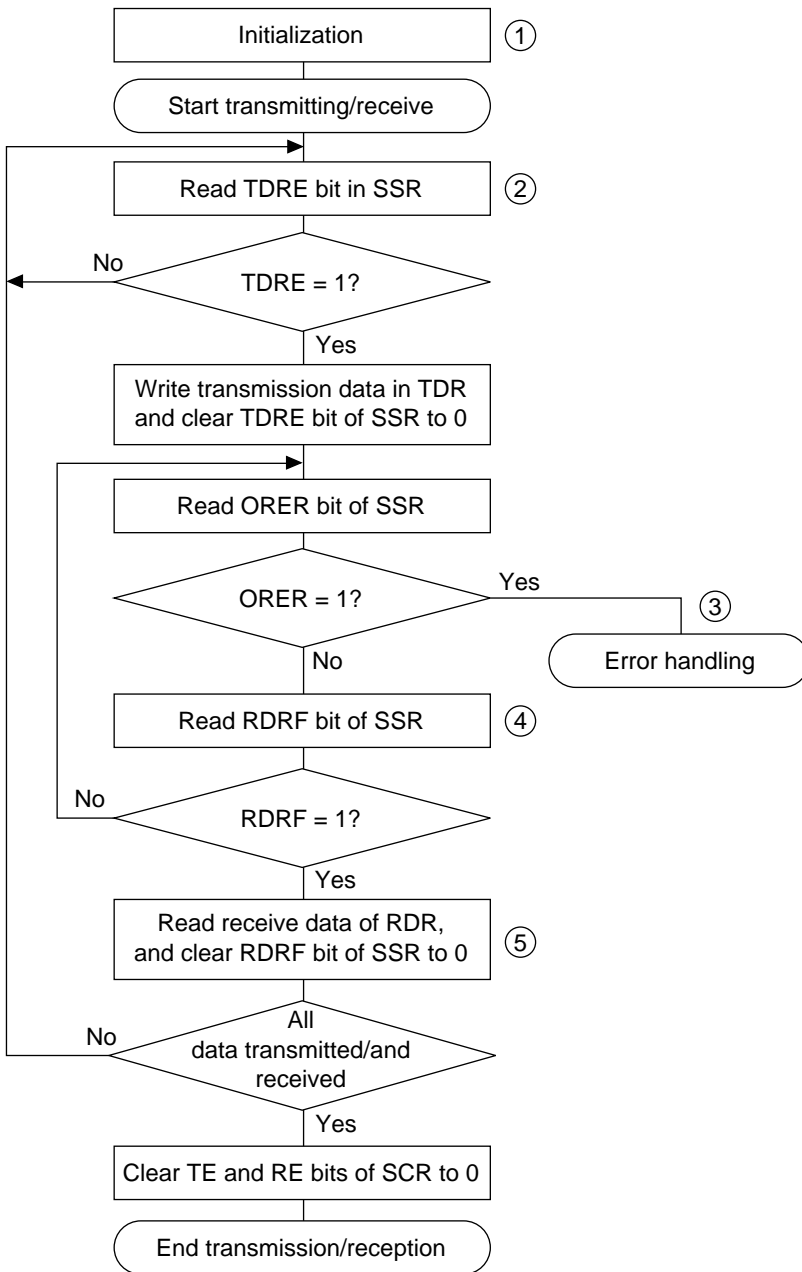 Initialization
①
Start transmitting/receive
Read TDRE bit in SSR
②
No
TDRE = 1?
Yes
Write transmission data in TDR
and clear TDRE bit of SSR to 0
Read ORER bit of SSR
Yes
ORER = 1?
③
No
Error handling
Read RDRF bit of SSR
④
No
RDRF = 1?
Yes
Read receive data of RDR,
and clear RDRF bit of SSR to 0
⑤
All
No
data transmitted/and
received
Yes
Clear TE and RE bits of SCR to 0
End transmission/reception